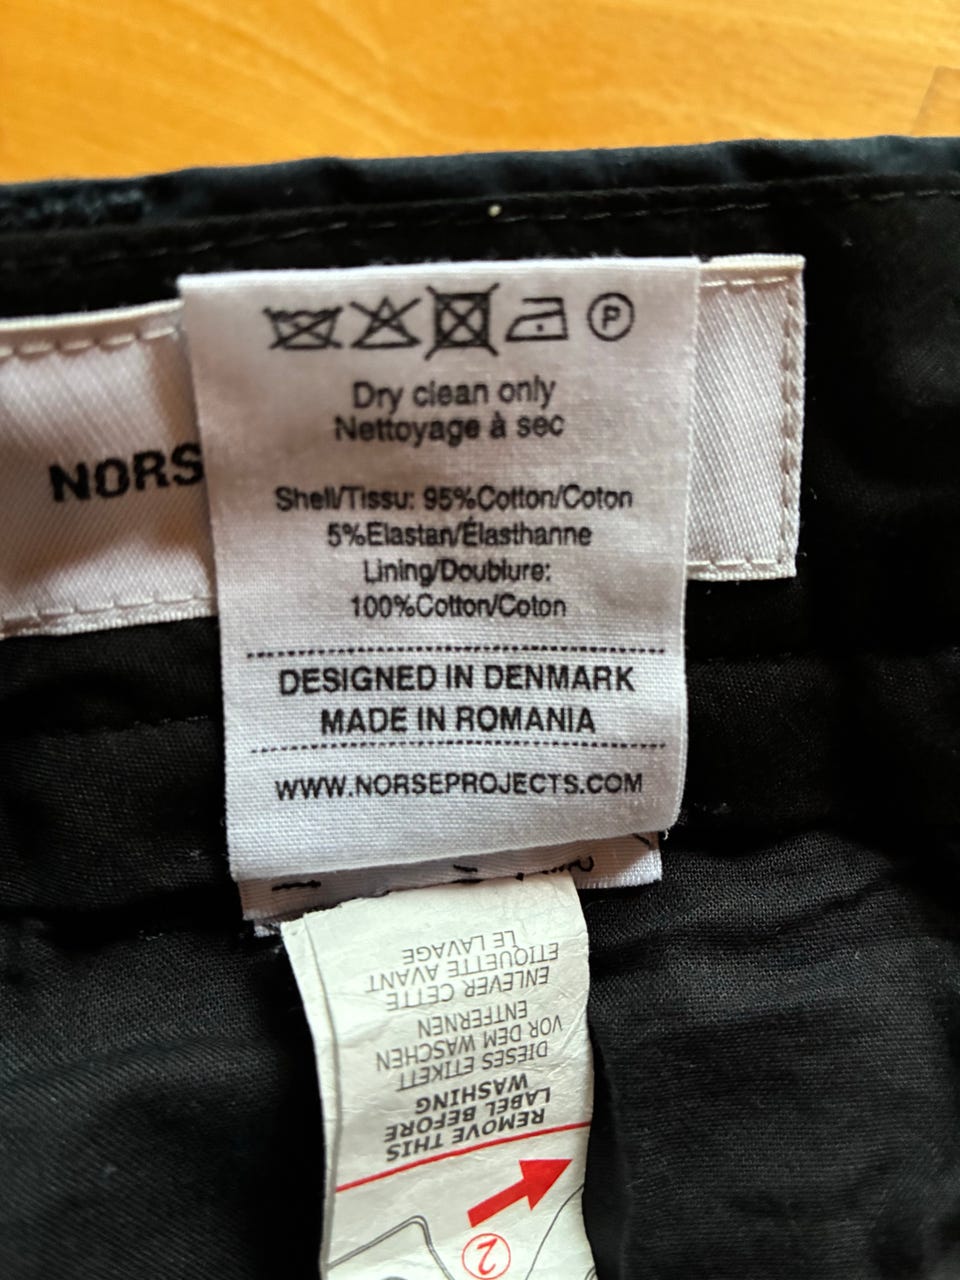 P
Dry clean only
Nettoyage à sec
NORS
Shell/Tissu: 95%Cotton/Coton
5%Elastan/Élasthanne
Lining/Doublure:
100%Cotton/Coton
DESIGNED IN DENMARK
MADE IN ROMANIA
WWW.NORSEPROJECTS.COM
2
REMOVE THIS
LABEL BEFORE
WASHING
DIESES ETIKETT
VOR DEM WASCHEN
ENTFERNEN
ENLEVER CETTE
ETIQUETTE AVANT
LE LAVAGE